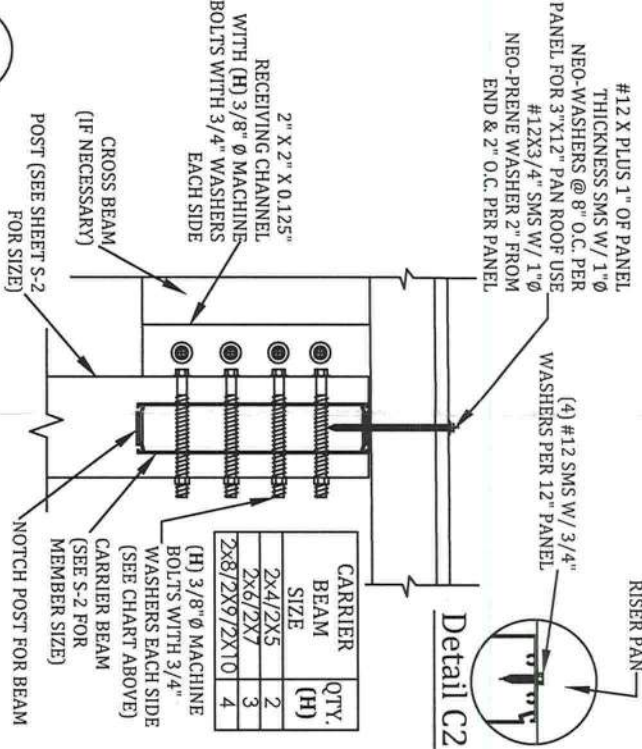 #12 X PLUS 1" OF PANEL
THICKNESS SMS W/ 1"Ø
NEO-WASHERS @ 8" O.C. PER
PANEL FOR 3"X12" PAN ROOF USE
#12X3/4" SMS W/ 1"Ø
NEO-PRENE WASHER 2" FROM
END & 2" O.C. PER PANEL
(4) #12 SMS W/ 3/4"
WASHERS PER 12" PANEL
RISER PAN
Detail C2
2" X 2" X 0.125"
RECEIVING CHANNEL
WITH (H) 3/8" Ø MACHINE
BOLTS WITH 3/4" WASHERS
EACH SIDE
CROSS BEAM
(IF NECESSARY)
POST (SEE SHEET S-2
FOR SIZE)
CARRIER
BEAM
SIZE
QTY.
(H)
2x4/2X5 2
2x6/2X7 3
2x8/2X9/2X10 4
(H) 3/8"Ø MACHINE
BOLTS WITH 3/4"
WASHERS EACH SIDE
(SEE CHART ABOVE)
CARRIER BEAM
(SEE S-2 FOR
MEMBER SIZE)
NOTCH POST FOR BEAM